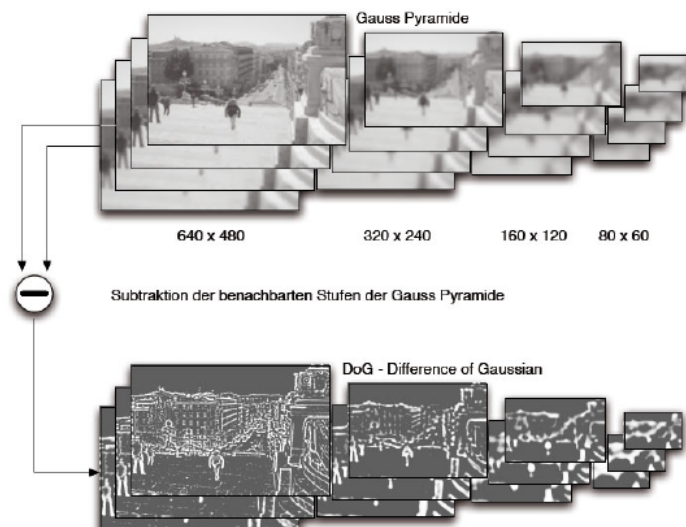 Gauss Pyramide
640 x 480
320 x 240
160 x 120
80 x 60
Subtraktion der benachbarten Stufen der Gauss Pyramide
DoG - Difference of Gaussian